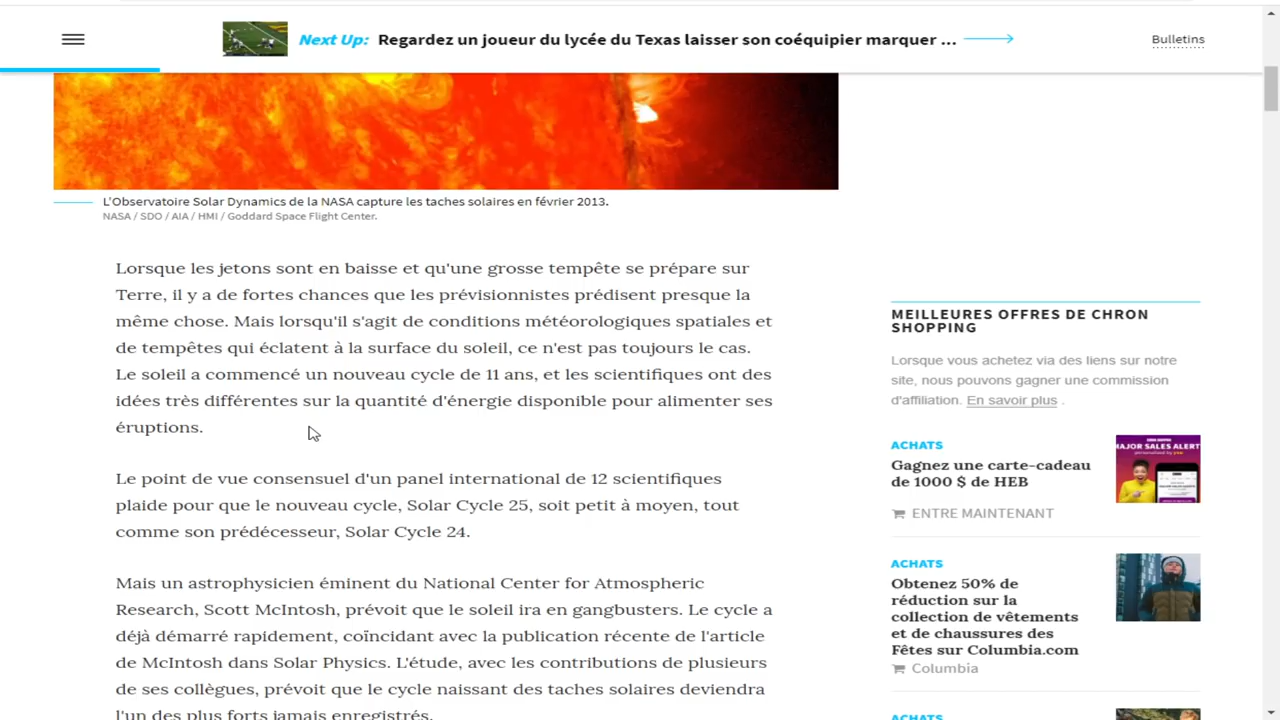 Next Up: Regardez un joueur du lycée du Texas laisser son coéquipier marquer ...
Bulletins
L'Observatoire Solar Dynamics de la NASA capture les taches solaires en février 2013.
NASA / SDO / AIA / HMI / Goddard Space Flight Center.
Lorsque les jetons sont en baisse et qu'une grosse tempête se prépare sur
Terre, il y a de fortes chances que les prévisionnistes prédisent presque la
même chose. Mais lorsqu'il s'agit de conditions météorologiques spatiales et
de tempêtes qui éclatent à la surface du soleil, ce n'est pas toujours le cas.
Le soleil a commencé un nouveau cycle de 11 ans, et les scientifiques ont des
idées très différentes sur la quantité d'énergie disponible pour alimenter ses
éruptions.
Le point de vue consensuel d'un panel international de 12 scientifiques
plaide pour que le nouveau cycle, Solar Cycle 25, soit petit à moyen, tout
comme son prédécesseur, Solar Cycle 24.
Mais un astrophysicien éminent du National Center for Atmospheric
Research, Scott McIntosh, prévoit que le soleil ira en gangbusters. Le cycle a
déjà démarré rapidement, coïncidant avec la publication récente de l'article
de McIntosh dans Solar Physics. L'étude, avec les contributions de plusieurs
de ses collègues, prévoit que le cycle naissant des taches solaires deviendra
l'un des plus forts jamais enregistrés.
MEILLEURES OFFRES DE CHRON
SHOPPING
Lorsque vous achetez via des liens sur notre
site, nous pouvons gagner une commission
d'affiliation. En savoir plus .
ACHATS
Gagnez une carte-cadeau
de 1000 $ de HEB
ENTRE MAINTENANT
MAJOR SALES ALERT
ACHATS
Obtenez 50% de
réduction sur la
collection de vêtements
et de chaussures des
Fêtes sur Columbia.com
Columbia
ACHATS